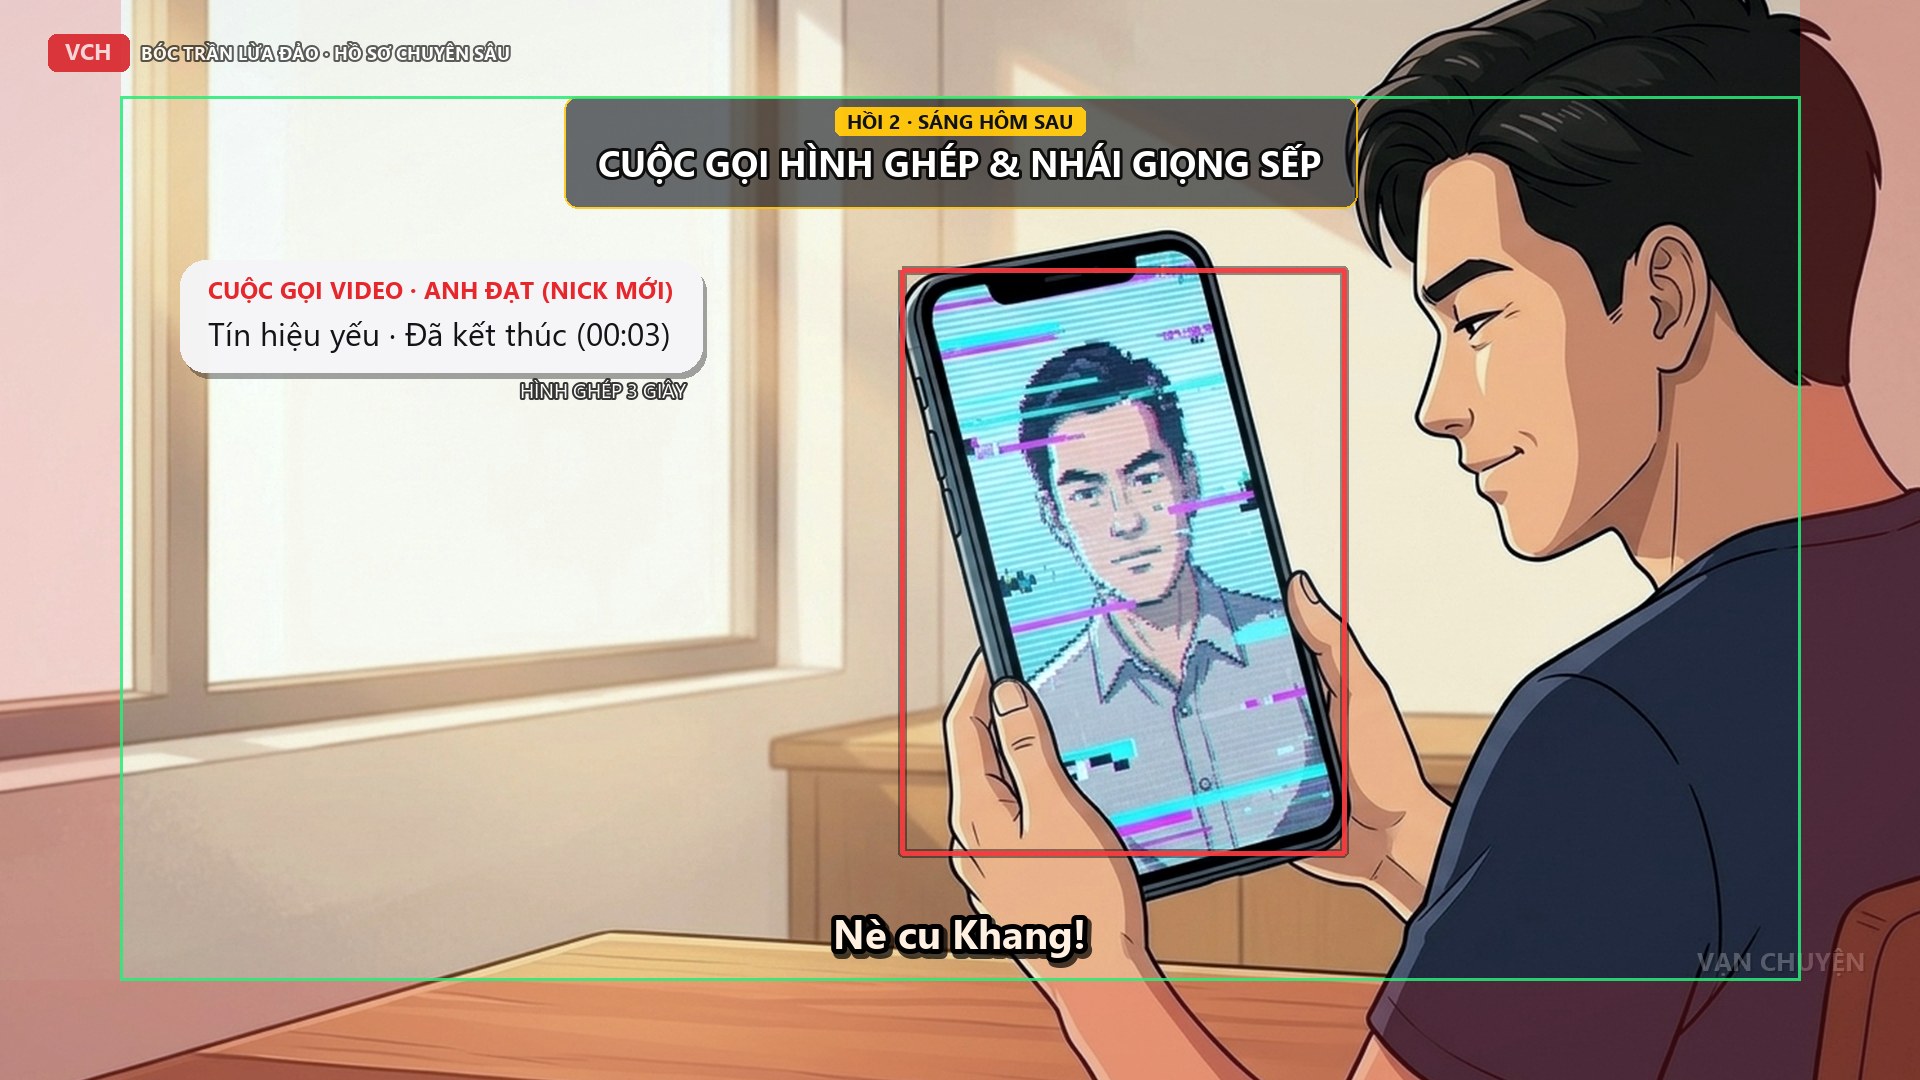 VCH BÓC TRẦN LỪA ĐẢO · HỒ SƠ CHUYÊN SÂU
HỒI 2 · SÁNG HÔM SAU
CUỘC GỌI HÌNH GHÉP & NHÁI GIỌNG SẾP
CUỘC GỌI VIDEO · ANH ĐẠT (NICK MỚI)
Tín hiệu yếu · Đã kết thúc (00:03)
HÌNH GHÉP 3 GIÂY
Nè cu Khang!
VẠN CHUYỆN